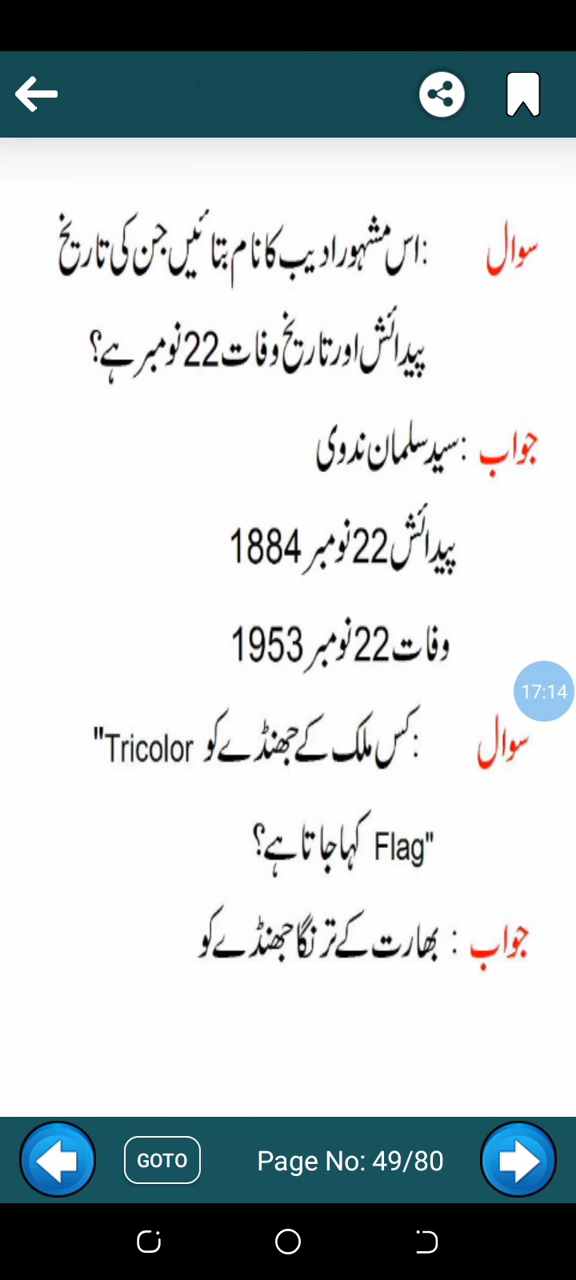 سوال :اس مشہور ادیب کا نام بتائیں جن کی تاریخ
پیدائش اور تاریخ وفات 22 نومبر ہے؟
جواب :سید سلمان ندوی
پیدائش 22 نومبر 1884
وفات 22 نومبر 1953
17:14
سوال :کس ملک کے جھنڈے کو "Tricolor
Flag" کہا جاتا ہے؟
جواب : بھارت کے ترنگا جھنڈے کو
GOTO Page No: 49/80